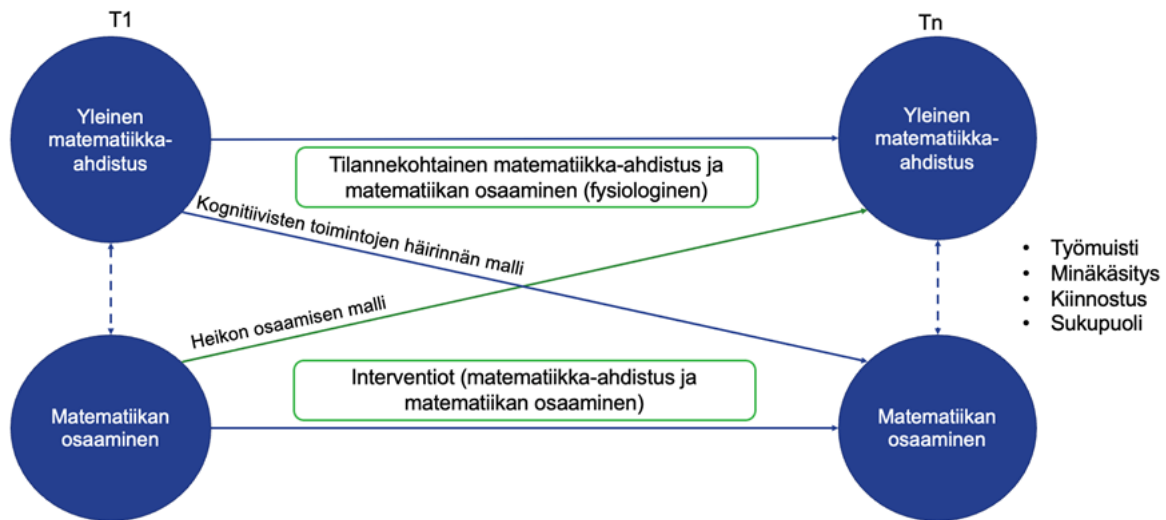 T1
Tn
Yleinen
matematiikka-
ahdistus
Yleinen
matematiikka-
ahdistus
Tilannekohtainen matematiikka-ahdistus ja
matematiikan osaaminen (fysiologinen)
Kognitiivisten toimintojen häirinnän malli
Heikon osaamisen malli
• Työmuisti
• Minäkäsitys
• Kiinnostus
• Sukupuoli
Interventiot (matematiikka-ahdistus ja
matematiikan osaaminen)
Matematiikan
osaaminen
Matematiikan
osaaminen